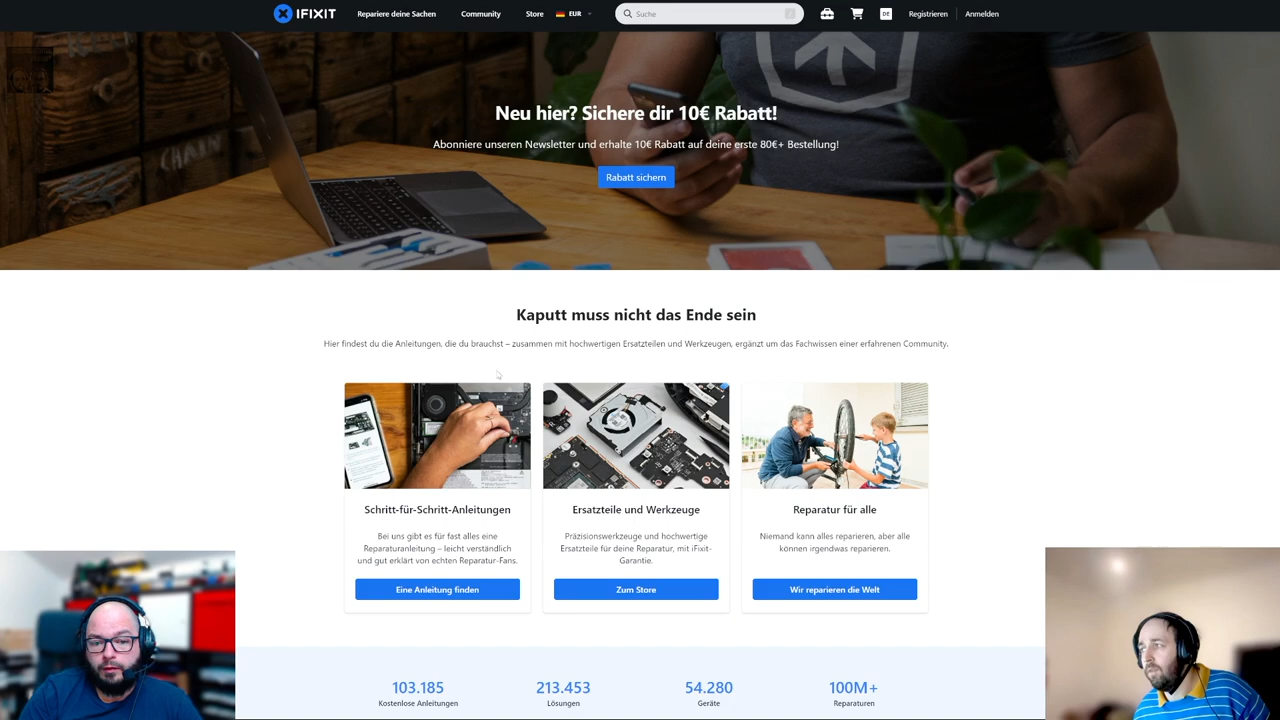 IFIXIT
Repariere deine Sachen
Community
Store
EUR
Suche
/
DE
Registrieren
Anmelden
Neu hier? Sichere dir 10€ Rabatt!
Abonniere unseren Newsletter und erhalte 10€ Rabatt auf deine erste 80€+ Bestellung!
Rabatt sichern
Kaputt muss nicht das Ende sein
Hier findest du die Anleitungen, die du brauchst – zusammen mit hochwertigen Ersatzteilen und Werkzeugen, ergänzt um das Fachwissen einer erfahrenen Community.
Schritt-für-Schritt-Anleitungen
Bei uns gibt es für fast alles eine
Reparaturanleitung – leicht verständlich
und gut erklärt von echten Reparatur-Fans.
Eine Anleitung finden
Ersatzteile und Werkzeuge
Präzisionswerkzeuge und hochwertige
Ersatzteile für deine Reparatur, mit iFixit-
Garantie.
Zum Store
Reparatur für alle
Niemand kann alles reparieren, aber alle
können irgendwas reparieren.
Wir reparieren die Welt
103.185
Kostenlose Anleitungen
213.453
Lösungen
54.280
Geräte
100M+
Reparaturen